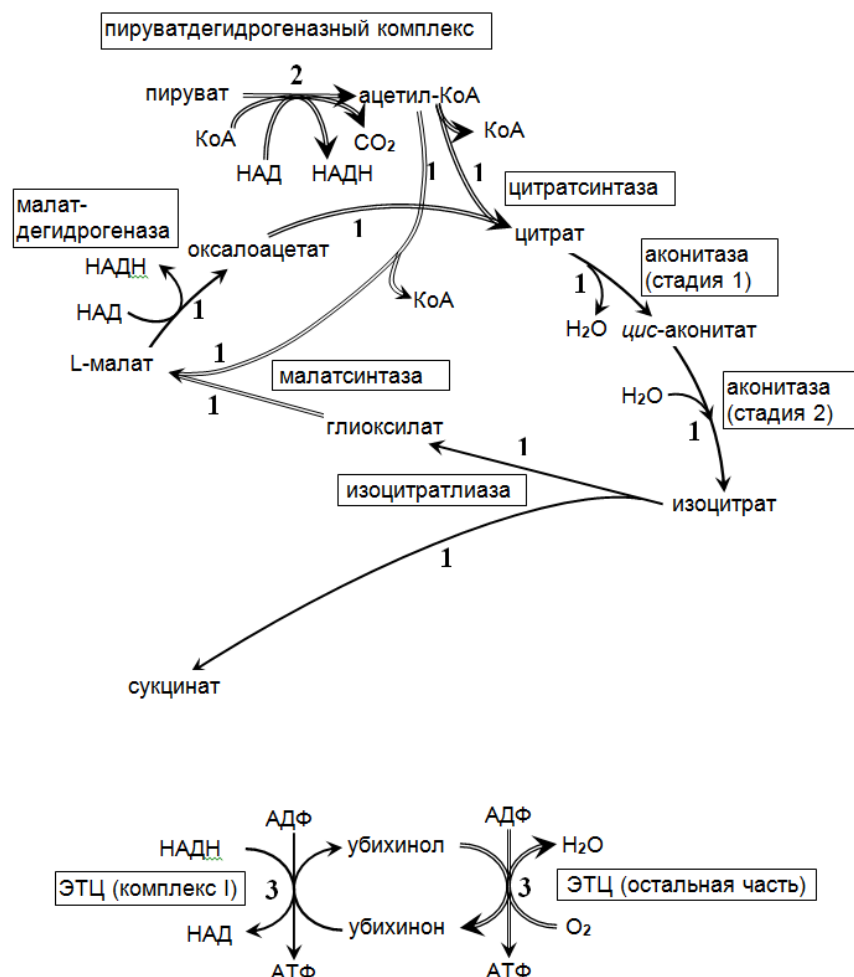 пируватдегидрогеназный комплекс
2
пируват
ацетил-КоА
КоА
CO₂
КоА
НАД
НАДН
1
1
цитратсинтаза
малат-
дегидрогеназа
1
цитрат
оксалоацетат
аконитаза
(стадия 1)
НАДН
1
КоА
НАД
1
H₂O
цис-аконитат
L-малат
1
малатсинтаза
аконитаза
(стадия 2)
H₂O
1
1
глиоксилат
1
изоцитратлиаза
изоцитрат
1
сукцинат
АДФ
АДФ
НАДН
убихинол
H₂O
ЭТЦ (комплекс I)
3
3
ЭТЦ (остальная часть)
НАД
убихинон
O₂
АТФ
АТФ